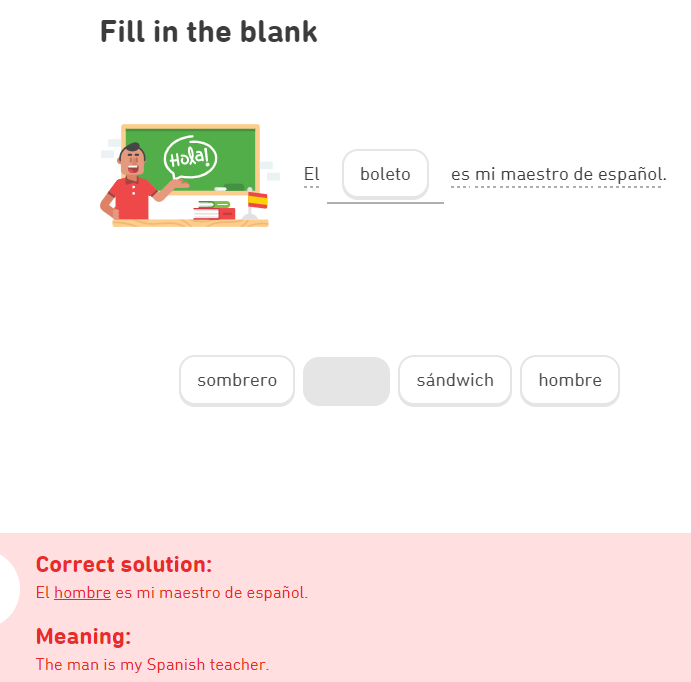 Fill in the blank
Hola!
El boleto es mi maestro de español.
sombrero sándwich hombre
Correct solution:
El hombre es mi maestro de español.
Meaning:
The man is my Spanish teacher.